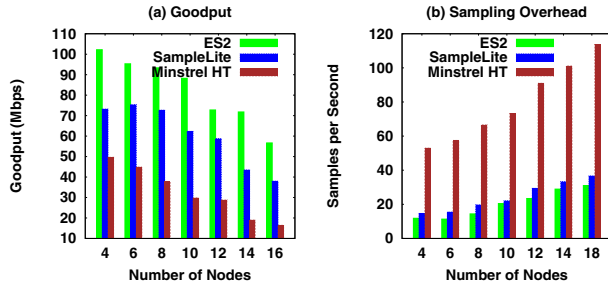 (a) Goodput
110
100
90
80
70
60
50
40
30
20
10
Goodput (Mbps)
ES2
SampleLite
Minstrel HT
4 6 8 10 12 14 16
Number of Nodes
(b) Sampling Overhead
120
100
80
60
40
20
0
Samples per Second
ES2
SampleLite
Minstrel HT
4 6 8 10 12 14 18
Number of Nodes